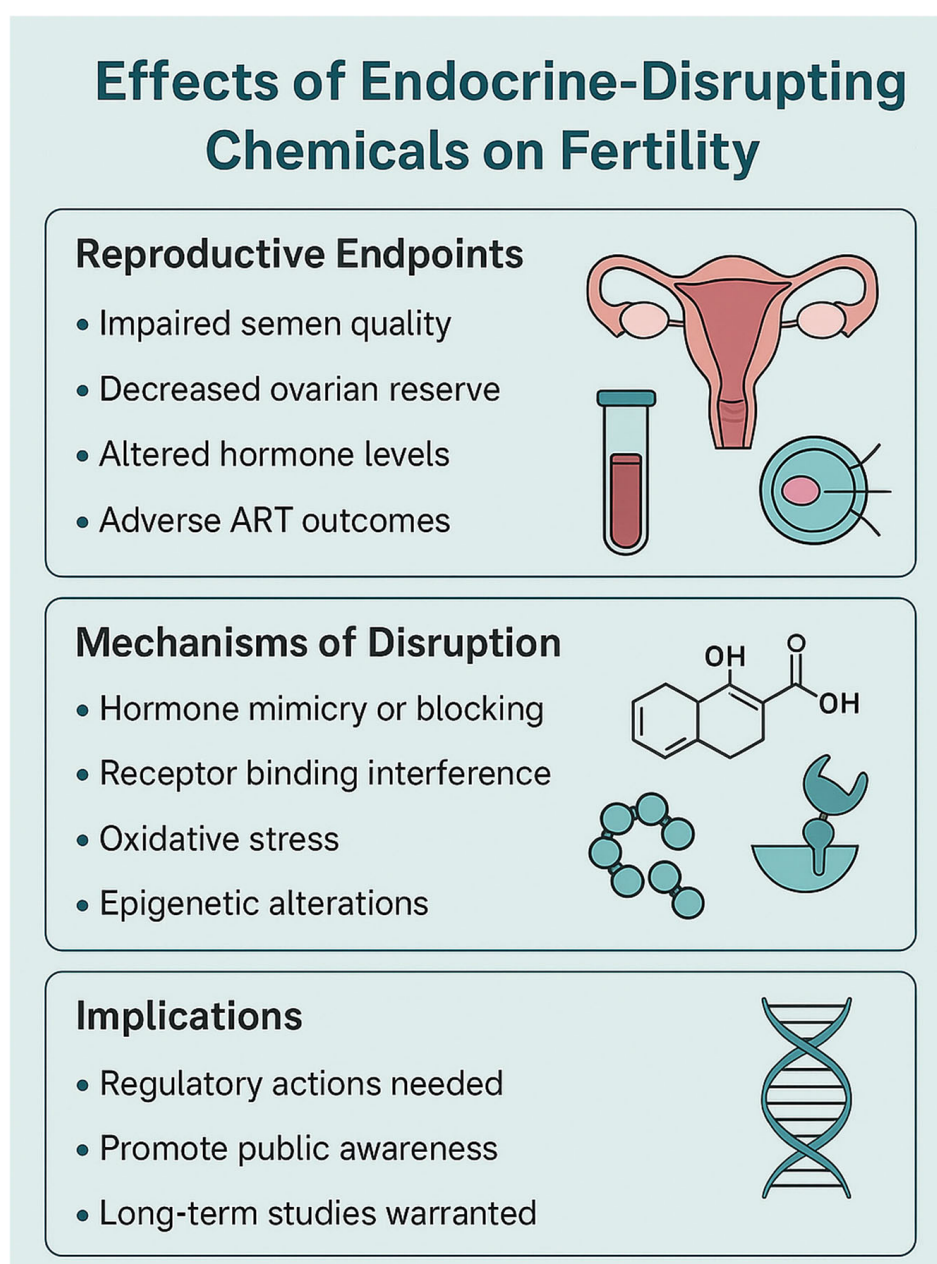 Effects of Endocrine-Disrupting
Chemicals on Fertility
Reproductive Endpoints
• Impaired semen quality
• Decreased ovarian reserve
• Altered hormone levels
• Adverse ART outcomes
Mechanisms of Disruption
• Hormone mimicry or blocking
• Receptor binding interference
• Oxidative stress
• Epigenetic alterations
OH
O
OH
Implications
• Regulatory actions needed
• Promote public awareness
• Long-term studies warranted